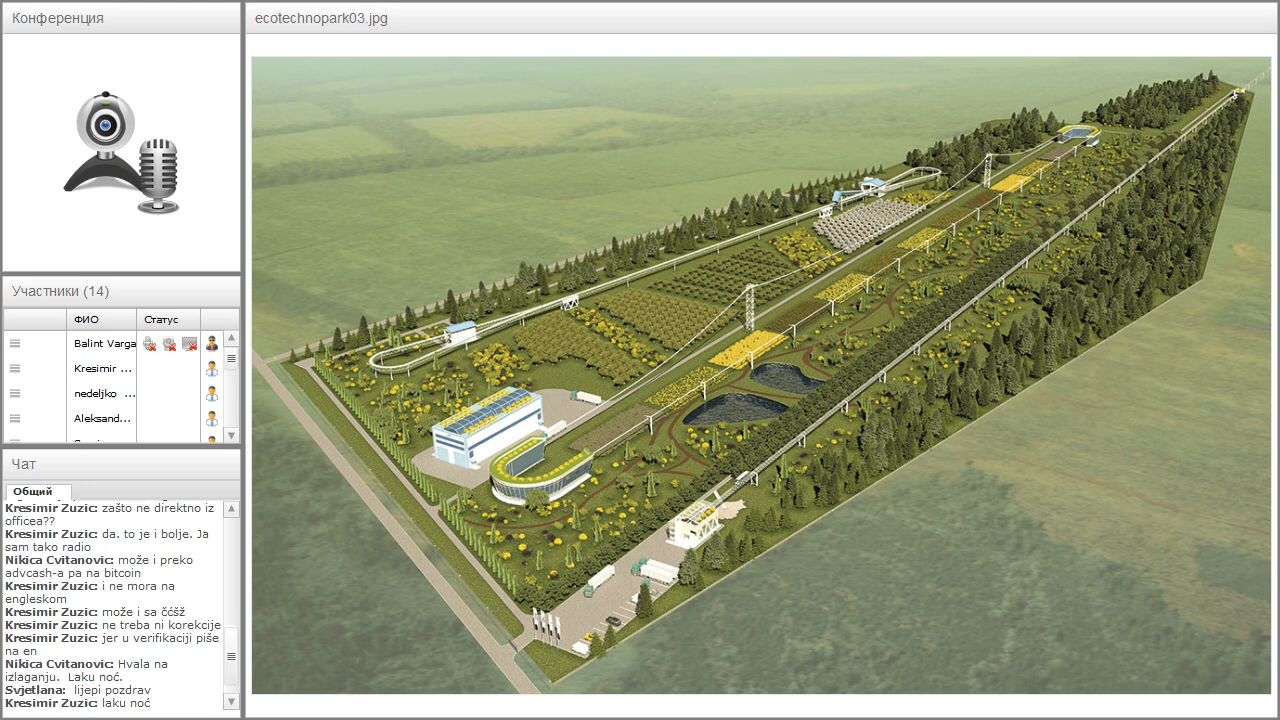 Конференция
ecotechnopark03.jpg
Участники (14)
ФИО
Статус
Balint Varga
Kresimir ...
nedeljko ...
Aleksand...
Чат
Общий
Kresimir Zuzic: zašto ne direktno iz
officea??
Kresimir Zuzic: da. to je i bolje. Ja
sam tako radio
Nikica Cvitanovic: može i preko
advcash-a pa na bitcoin
Kresimir Zuzic: i ne mora na
engleskom
Kresimir Zuzic: može i sa čćšž
Kresimir Zuzic: ne treba ni korekcije
Kresimir Zuzic: jer u verifikaciji piše
na en
Nikica Cvitanovic: Hvala na
izlaganju. Laku noć.
Svjetlana: lijepi pozdrav
Kresimir Zuzic: laku noć